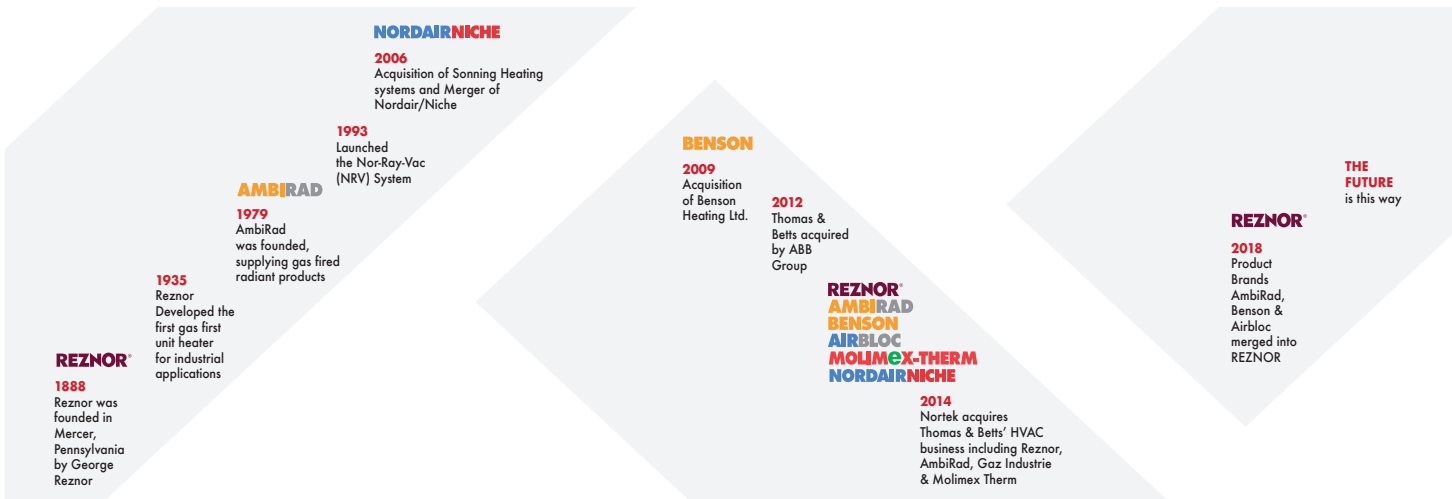 REZNOR®
1888
Reznor was
founded in
Mercer,
Pennsylvania
by George
Reznor
1935
Reznor
Developed the
first gas first
unit heater
for industrial
applications
AMBIRAD
1979
AmbiRad
was founded,
supplying gas fired
radiant products
1993
Launched
the Nor-Ray-Vac
(NRV) System
NORDAIRNICHE
2006
Acquisition of Sonning Heating
systems and Merger of
Nordair/Niche
BENSON
2009
Acquisition
of Benson
Heating Ltd.
2012
Thomas &
Betts acquired
by ABB
Group
REZNOR®
AMBIRAD
BENSON
AIRBLOC
MOLIMeX-THERM
NORDAIRNICHE
2014
Nortek acquires
Thomas & Betts’ HVAC
business including Reznor,
AmbiRad, Gaz Industrie
& Molimex Therm
REZNOR®
2018
Product
Brands
AmbiRad,
Benson &
Airbloc
merged into
REZNOR
THE
FUTURE
is this way